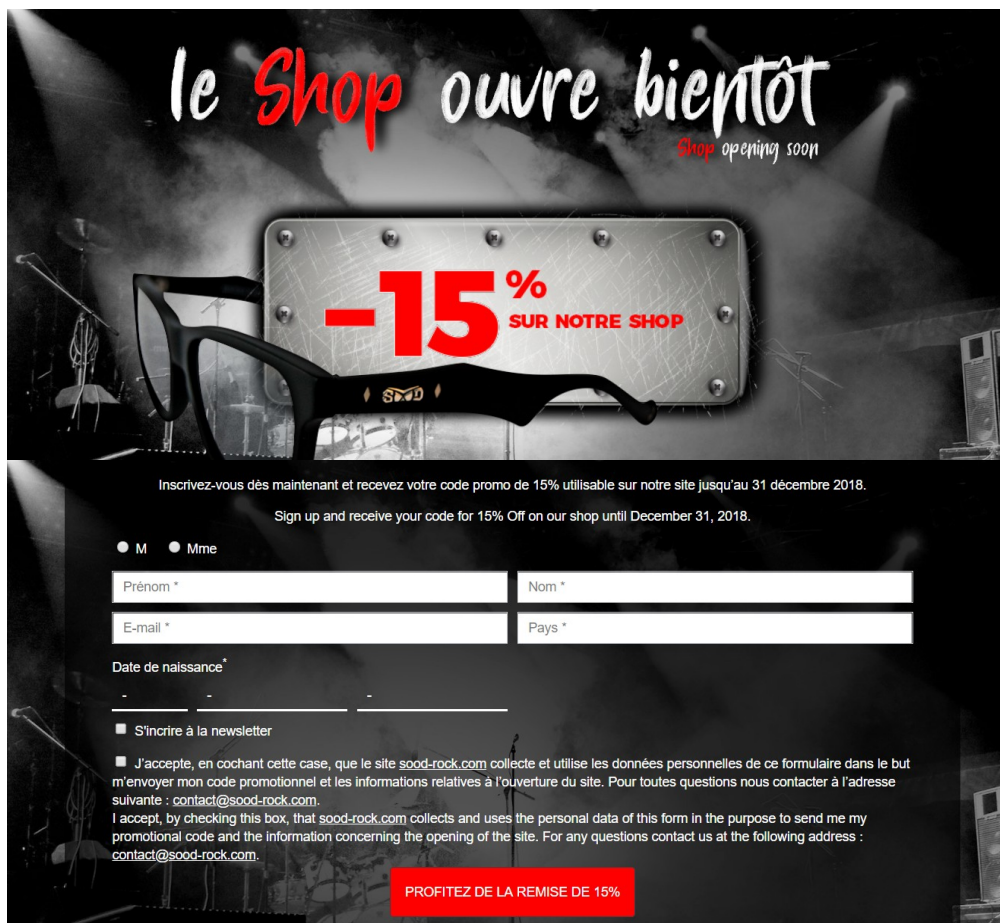 le Shop ouvre bientôt
Shop opening soon
-15%
SUR NOTRE SHOP
SOOD
Inscrivez-vous dès maintenant et recevez votre code promo de 15% utilisable sur notre site jusqu'au 31 décembre 2018.
Sign up and receive your code for 15% Off on our shop until December 31, 2018.
M Mme
Prénom * Nom *
E-mail * Pays *
Date de naissance*
- - -
S'incrire à la newsletter
J'accepte, en cochant cette case, que le site sood-rock.com collecte et utilise les données personnelles de ce formulaire dans le but
m'envoyer mon code promotionnel et les informations relatives à l'ouverture du site. Pour toutes questions nous contacter à l'adresse
suivante : contact@sood-rock.com.
I accept, by checking this box, that sood-rock.com collects and uses the personal data of this form in the purpose to send me my
promotional code and the information concerning the opening of the site. For any questions contact us at the following address :
contact@sood-rock.com.
PROFITEZ DE LA REMISE DE 15%